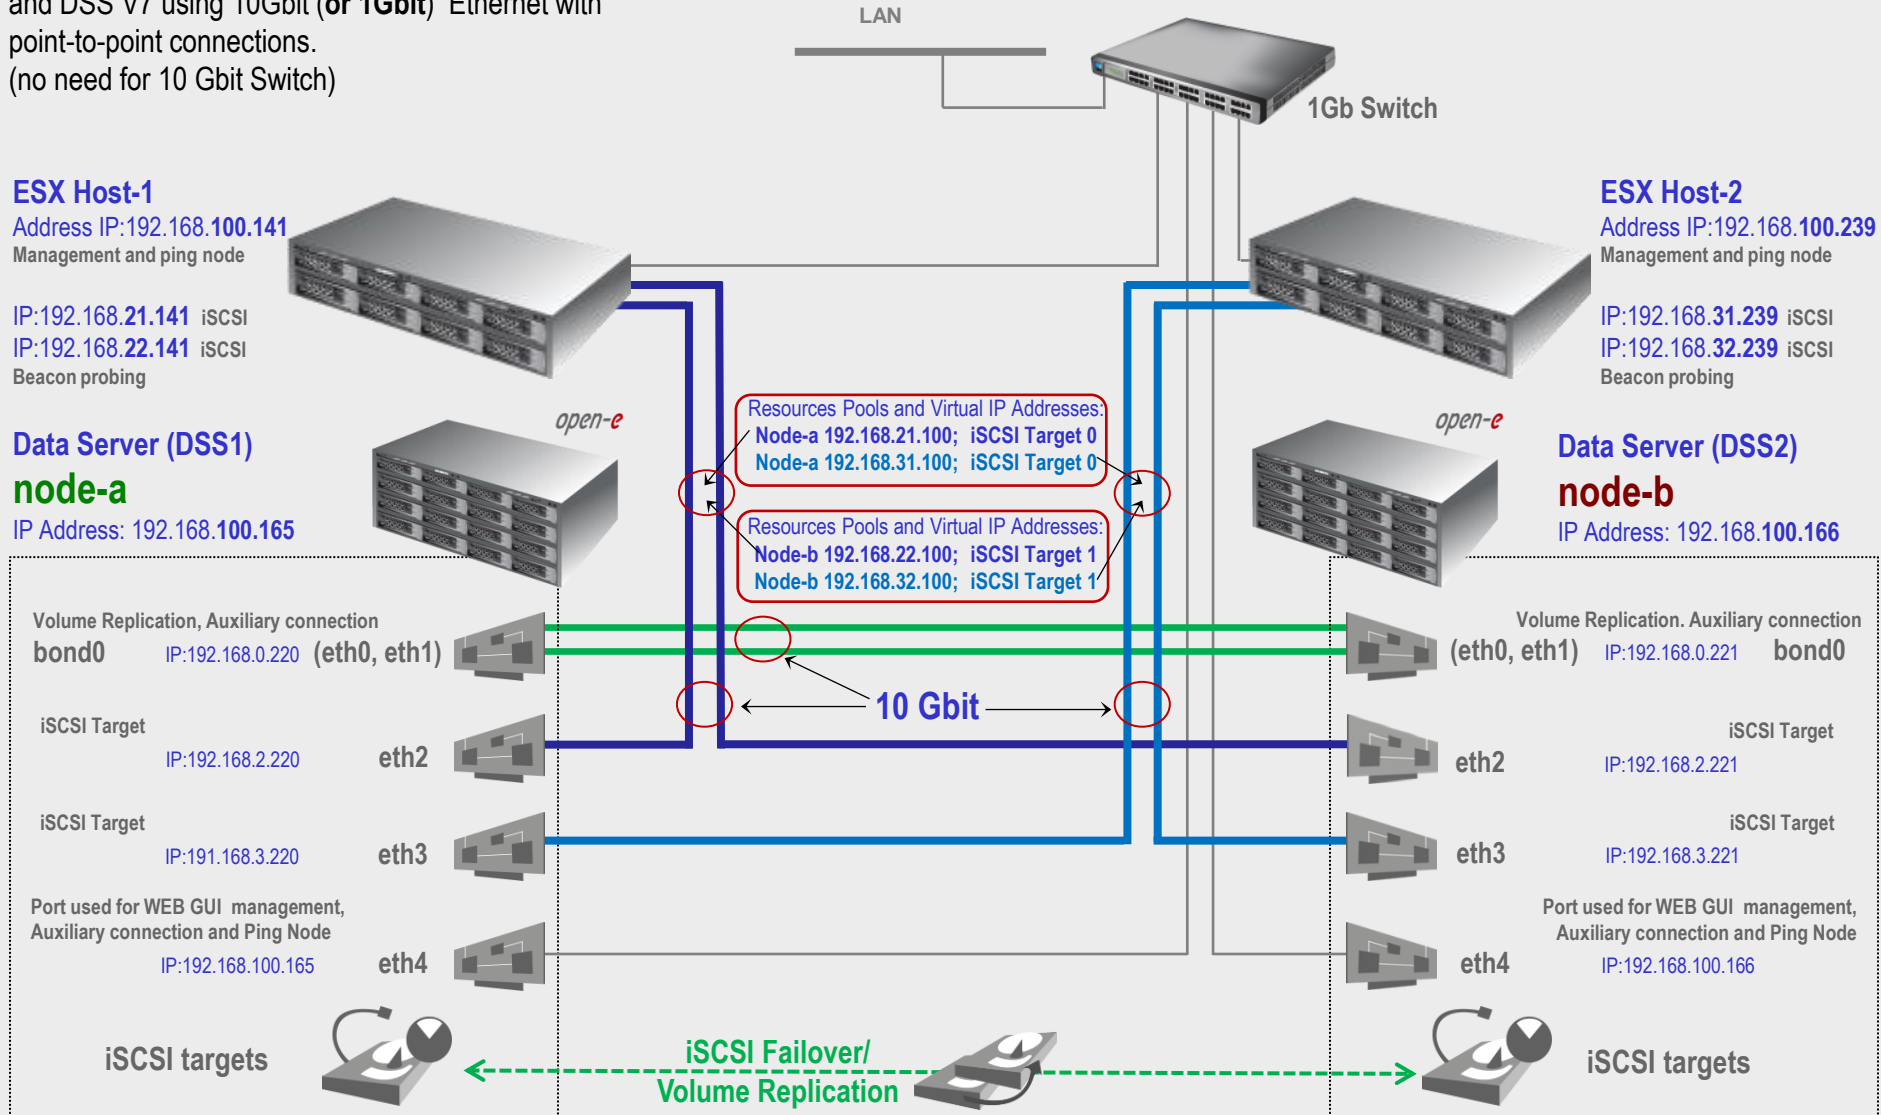 and DSS V7 using 10Gbit (or 1Gbit) Ethernet with
point-to-point connections.
(no need for 10 Gbit Switch)
LAN
1Gb Switch
ESX Host-1
Address IP:192.168.100.141
Management and ping node
IP:192.168.21.141 iSCSI
IP:192.168.22.141 iSCSI
Beacon probing
ESX Host-2
Address IP:192.168.100.239
Management and ping node
IP:192.168.31.239 iSCSI
IP:192.168.32.239 iSCSI
Beacon probing
Data Server (DSS1)
node-a
IP Address: 192.168.100.165
open-e
Resources Pools and Virtual IP Addresses:
Node-a 192.168.21.100; iSCSI Target 0
Node-a 192.168.31.100; iSCSI Target 0
Resources Pools and Virtual IP Addresses:
Node-b 192.168.22.100; iSCSI Target 1
Node-b 192.168.32.100; iSCSI Target 1
open-e
Data Server (DSS2)
node-b
IP Address: 192.168.100.166
Volume Replication, Auxiliary connection
bond0 IP:192.168.0.220 (eth0, eth1)
Volume Replication. Auxiliary connection
(eth0, eth1) IP:192.168.0.221 bond0
10 Gbit
iSCSI Target
IP:192.168.2.220 eth2
iSCSI Target
eth2 IP:192.168.2.221
iSCSI Target
IP:191.168.3.220 eth3
iSCSI Target
eth3 IP:192.168.3.221
Port used for WEB GUI management,
Auxiliary connection and Ping Node
IP:192.168.100.165 eth4
Port used for WEB GUI management,
Auxiliary connection and Ping Node
eth4 IP:192.168.100.166
iSCSI targets
iSCSI Failover/
Volume Replication
iSCSI targets